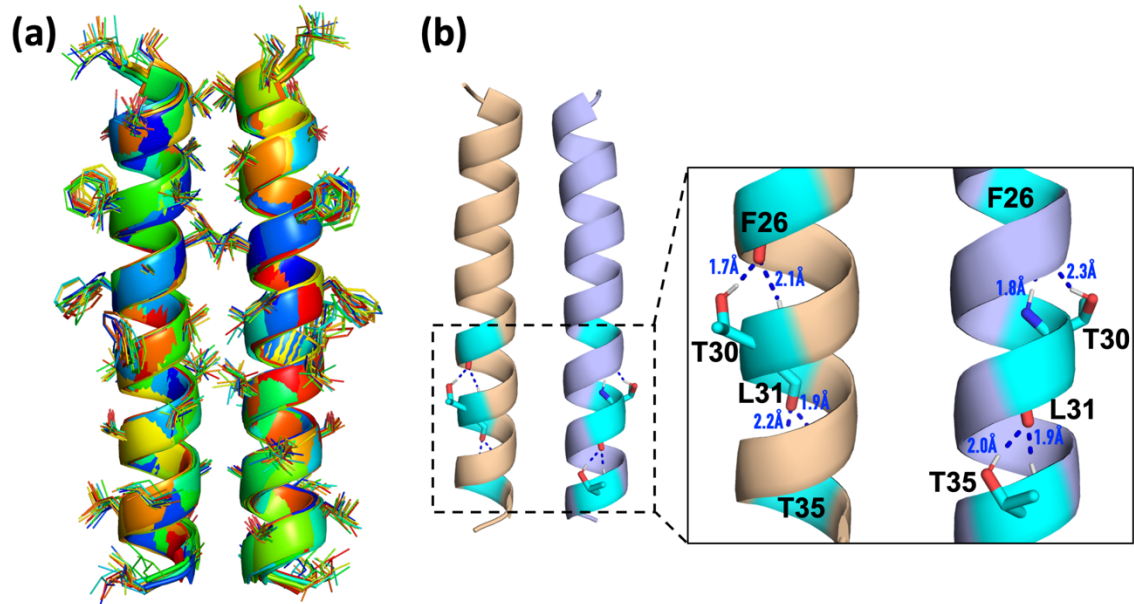 (a)
(b)
F26
F26
1.7Å
2.1Å
2.3Å
1.8Å
T30
T30
L31
1.9Å
2.2Å
L31
2.0Å
1.9Å
T35
T35